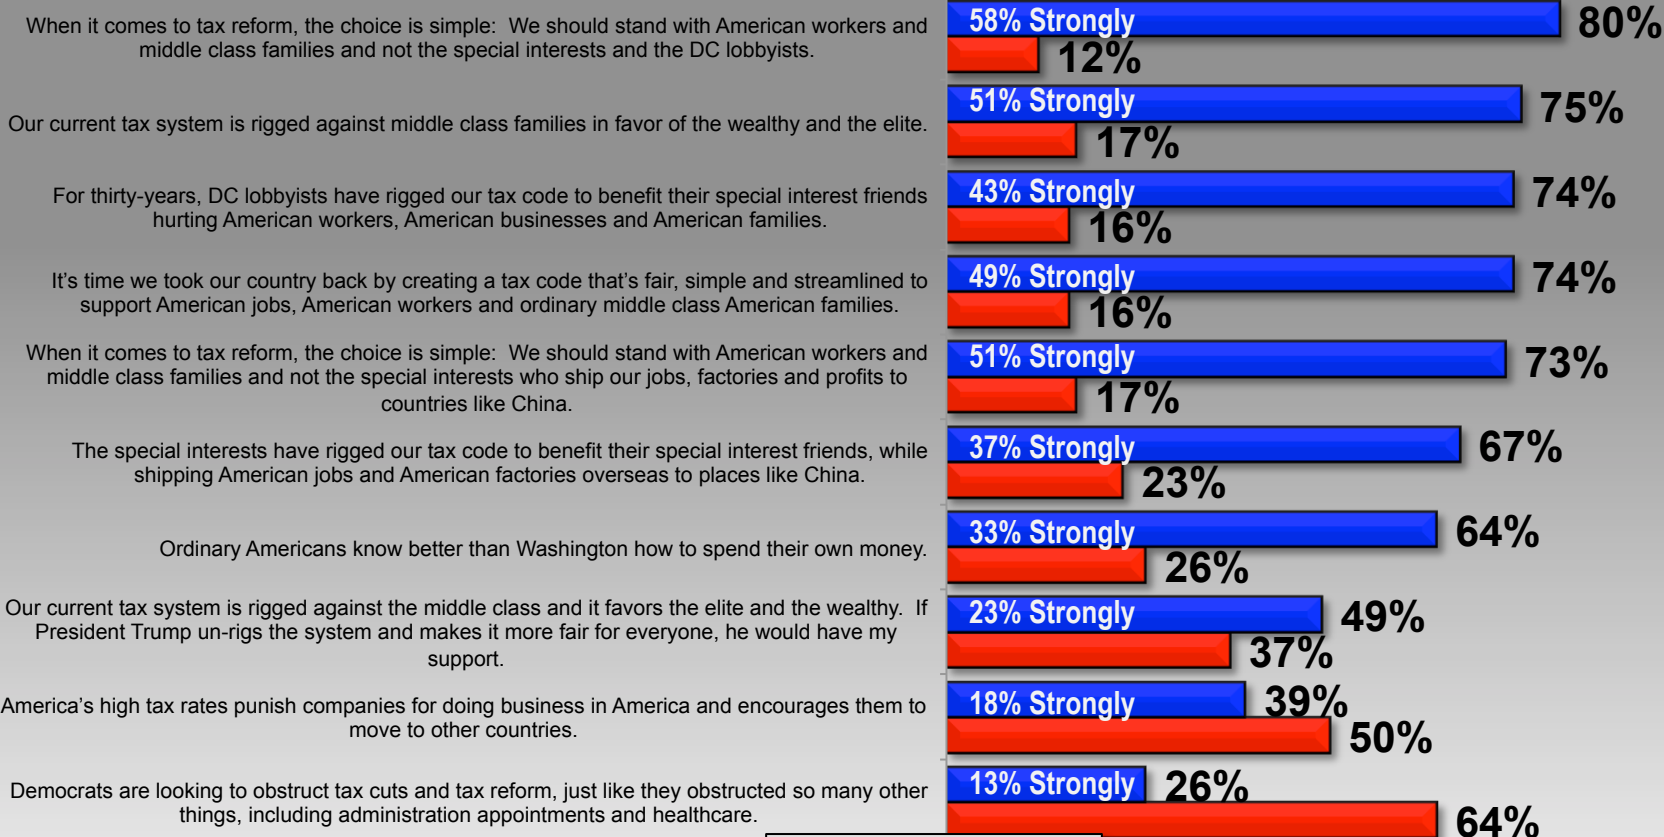 When it comes to tax reform, the choice is simple:  We should stand with American workers and
middle class families and not the special interests and the DC lobbyists.
58% Strongly
80%
12%
Our current tax system is rigged against middle class families in favor of the wealthy and the elite.
51% Strongly
75%
17%
For thirty-years, DC lobbyists have rigged our tax code to benefit their special interest friends
hurting American workers, American businesses and American families.
43% Strongly
74%
16%
It’s time we took our country back by creating a tax code that’s fair, simple and streamlined to
support American jobs, American workers and ordinary middle class American families.
49% Strongly
74%
16%
When it comes to tax reform, the choice is simple:  We should stand with American workers and
middle class families and not the special interests who ship our jobs, factories and profits to
countries like China.
51% Strongly
73%
17%
The special interests have rigged our tax code to benefit their special interest friends, while
shipping American jobs and American factories overseas to places like China.
37% Strongly
67%
23%
Ordinary Americans know better than Washington how to spend their own money.
33% Strongly
64%
26%
Our current tax system is rigged against the middle class and it favors the elite and the wealthy.  If
President Trump un-rigs the system and makes it more fair for everyone, he would have my
support.
23% Strongly
49%
37%
America’s high tax rates punish companies for doing business in America and encourages them to
move to other countries.
18% Strongly
39%
50%
Democrats are looking to obstruct tax cuts and tax reform, just like they obstructed so many other
things, including administration appointments and healthcare.
13% Strongly
26%
64%